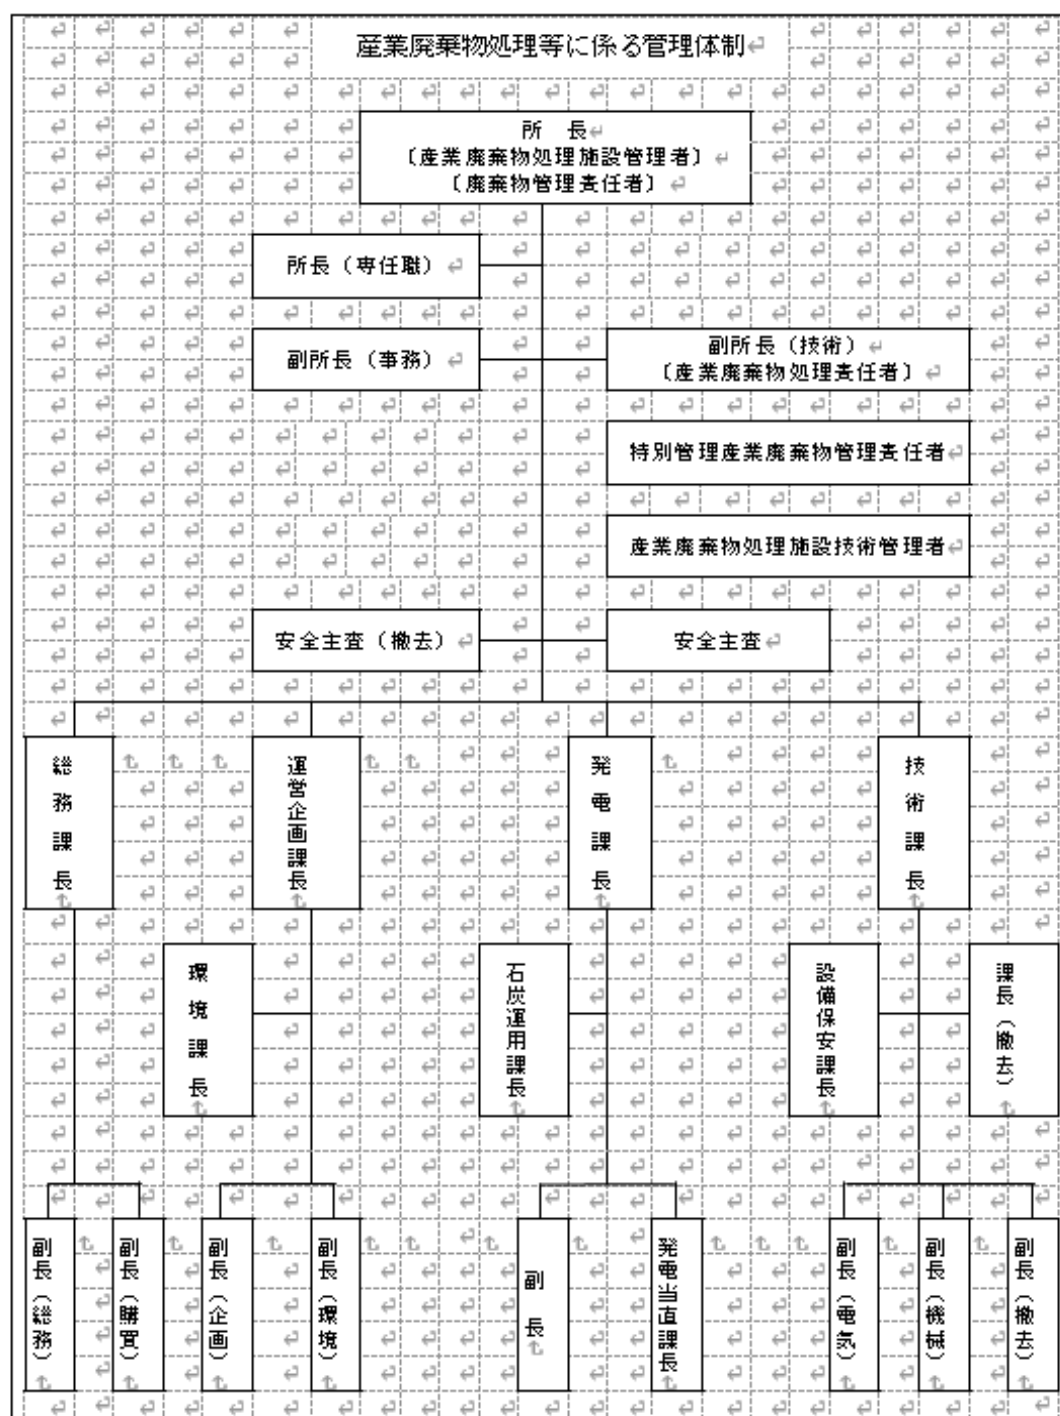 産業廃棄物処理等に係る管理体制
所　長
〔産業廃棄物処理施設管理者〕
〔廃棄物管理責任者〕
所長（専任職）
副所長（事務）
副所長（技術）
〔産業廃棄物処理責任者〕
特別管理産業廃棄物管理責任者
産業廃棄物処理施設技術管理者
安全主査（撤去）
安全主査
総務課長
運営企画課長
発電課長
技術課長
環境課長
石炭運用課長
設備保安課長
課長（撤去）
副長（総務）
副長（購買）
副長（企画）
副長（環境）
副　長
発電当直課長
副長（電気）
副長（機械）
副長（撤去）